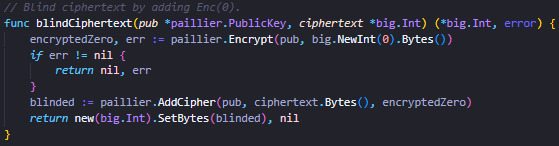 // Blind ciphertext by adding Enc(0).
func blindCiphertext(pub *paillier.PublicKey, ciphertext *big.Int) (*big.Int, error) {
    encryptedZero, err := paillier.Encrypt(pub, big.NewInt(0).Bytes())
    if err != nil {
        return nil, err
    }
    blinded := paillier.AddCipher(pub, ciphertext.Bytes(), encryptedZero)
    return new(big.Int).SetBytes(blinded), nil
}